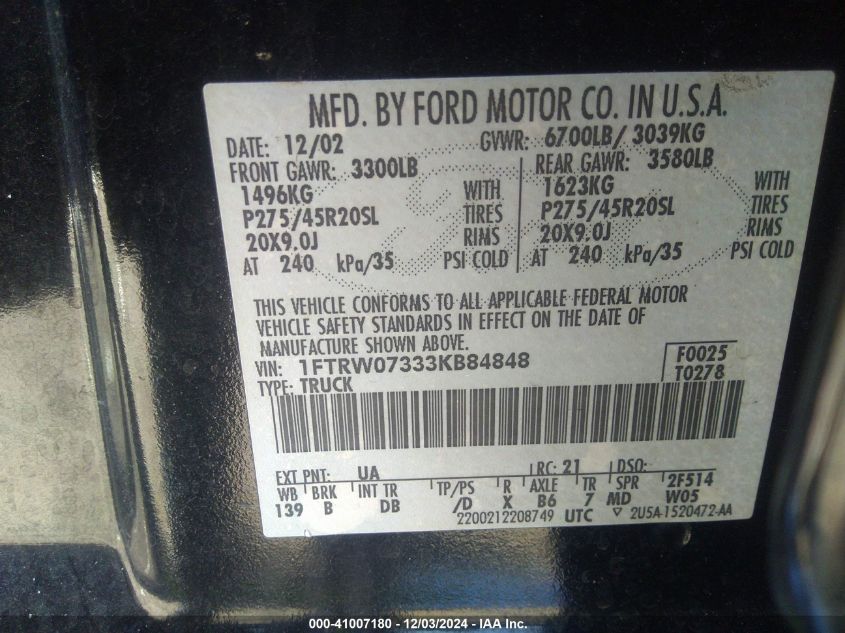 MFD. BY FORD MOTOR CO. IN U.S.A.
DATE: 12/02 GVWR: 6700LB/ 3039KG
FRONT GAWR: 3300LB REAR GAWR: 3580LB
1496KG WITH 1623KG WITH
P275/45R20SL TIRES P275/45R20SL TIRES
20X9.0J RIMS 20X9.0J RIMS
AT 240 kPa/35 PSI COLD AT 240 kPa/35 PSI COLD
THIS VEHICLE CONFORMS TO ALL APPLICABLE FEDERAL MOTOR
VEHICLE SAFETY STANDARDS IN EFFECT ON THE DATE OF
MANUFACTURE SHOWN ABOVE.
VIN: 1FTRW07333KB84848 F0025
TYPE: TRUCK T0278
EXT PNT: UA RC: 21 DSO:
WB BRK INT TR TP/PS R AXLE TR SPR 2F514
139 B DB /D X B6 7 MD W05
2200212208749 UTC ▽ 2U5A-1520472-AA
000-41007180 - 12/03/2024 - IAA Inc.